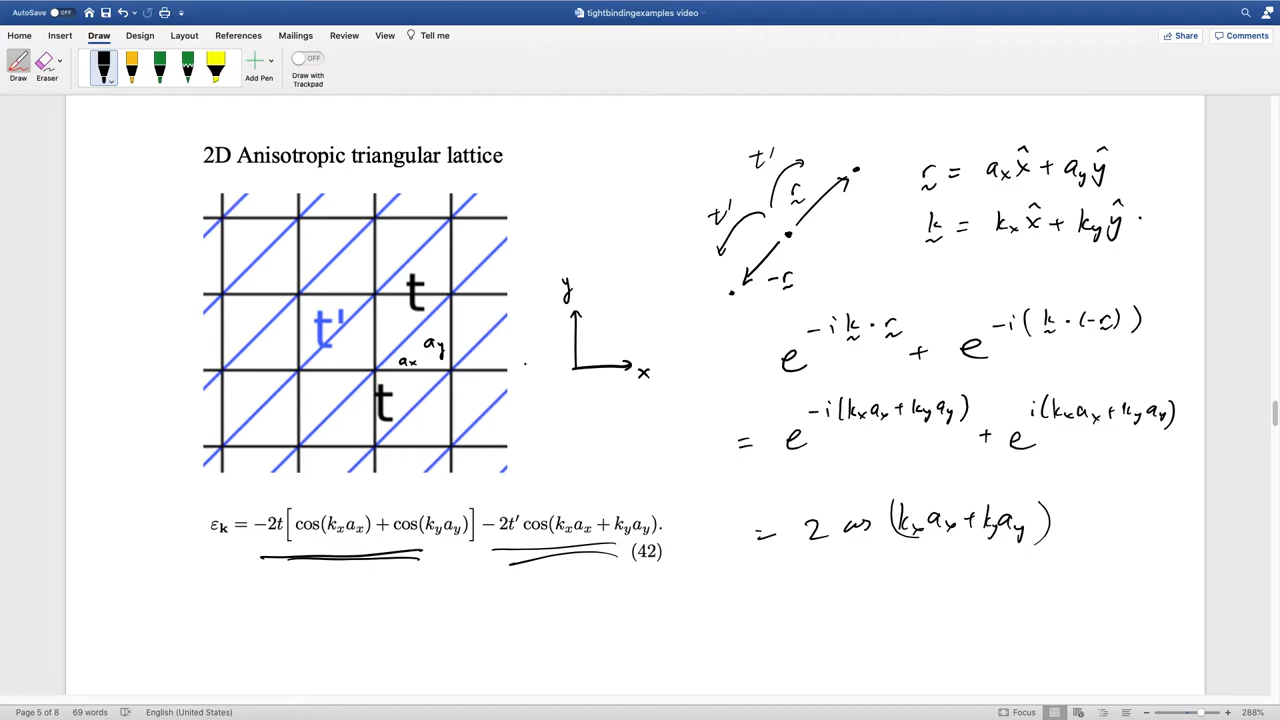 AutoSave OFF
tightbindingexamples video
Home Insert Draw Design Layout References Mailings Review View Tell me
Share Comments
Draw Eraser Add Pen Draw with Trackpad
OFF
2D Anisotropic triangular lattice
t
t'
a_x a_y
t
y
x
t' t' r -r
r = a_x x̂ + a_y ŷ
k = k_x x̂ + k_y ŷ .
e^{-i k · r} + e^{-i(k · (-r))}
= e^{-i(k_x a_x + k_y a_y)} + e^{i(k_x a_x + k_y a_y)}
= 2 cos (k_x a_x + k_y a_y)
ε_k = −2t[cos(k_x a_x) + cos(k_y a_y)] − 2t′ cos(k_x a_x + k_y a_y).
(42)
Page 5 of 8 69 words English (United States) Focus 288%